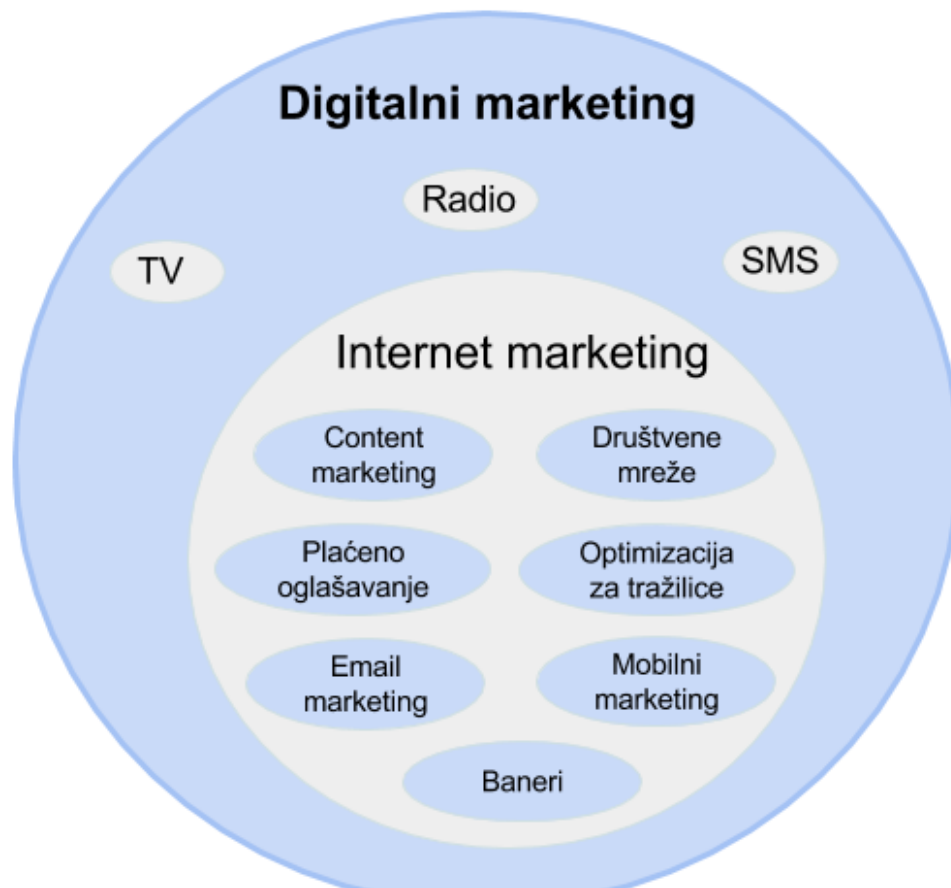 Digitalni marketing
Radio
TV
SMS
Internet marketing
Content
marketing
Društvene
mreže
Plaćeno
oglašavanje
Optimizacija
za tražilice
Email
marketing
Mobilni
marketing
Baneri